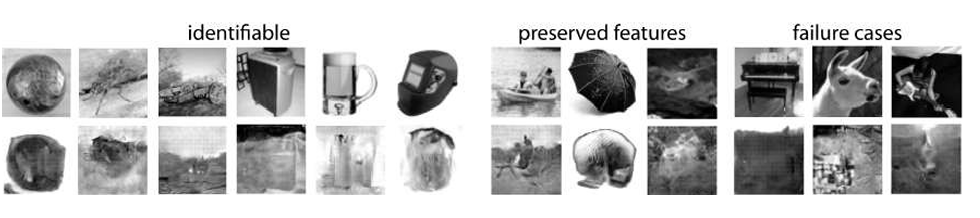 identifiable
preserved features
failure cases